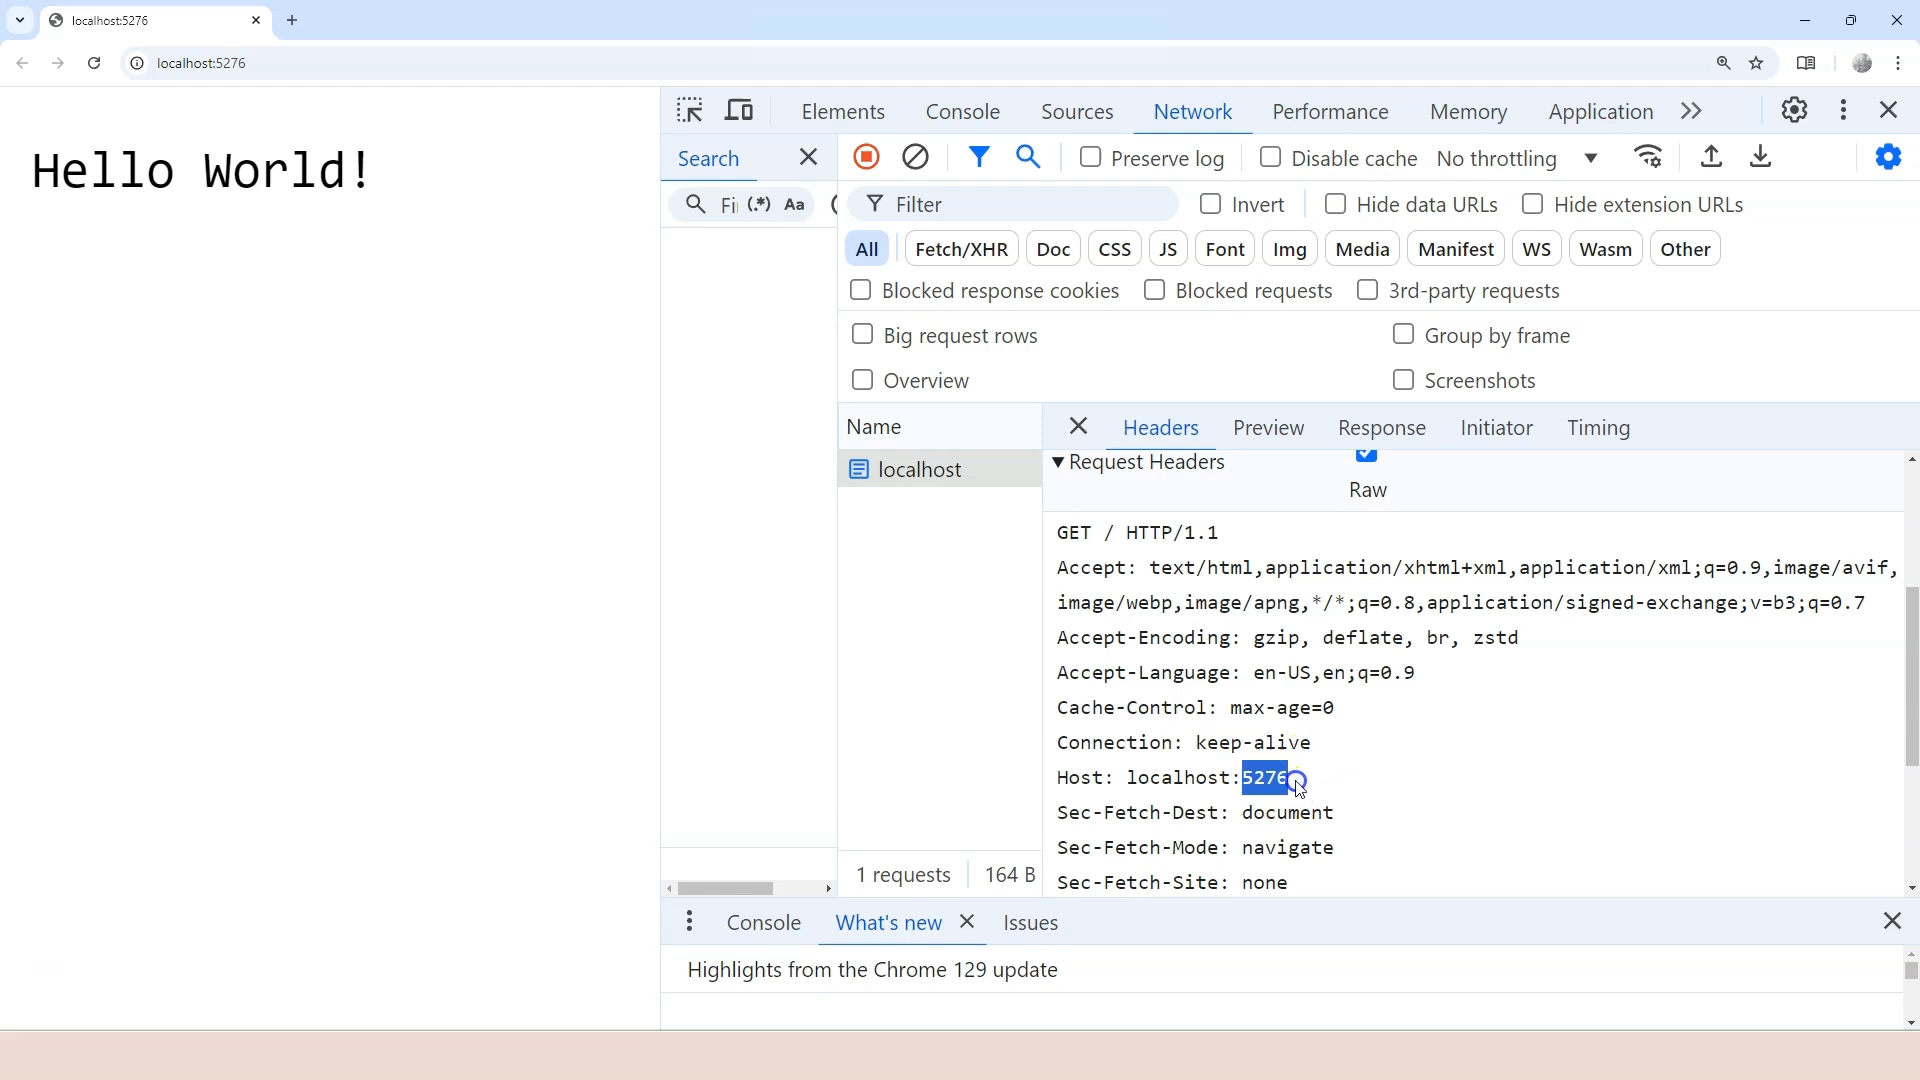 localhost:5276
localhost:5276
Hello World!
Elements Console Sources Network Performance Memory Application
Search
Preserve log Disable cache No throttling
(.*) Aa
Filter Invert Hide data URLs Hide extension URLs
All Fetch/XHR Doc CSS JS Font Img Media Manifest WS Wasm Other
Blocked response cookies Blocked requests 3rd-party requests
Big request rows Group by frame
Overview Screenshots
Name Headers Preview Response Initiator Timing
localhost
Request Headers
Raw
GET / HTTP/1.1
Accept: text/html,application/xhtml+xml,application/xml;q=0.9,image/avif,
image/webp,image/apng,*/*;q=0.8,application/signed-exchange;v=b3;q=0.7
Accept-Encoding: gzip, deflate, br, zstd
Accept-Language: en-US,en;q=0.9
Cache-Control: max-age=0
Connection: keep-alive
Host: localhost:5276
Sec-Fetch-Dest: document
Sec-Fetch-Mode: navigate
Sec-Fetch-Site: none
1 requests 164 B
Console What's new Issues
Highlights from the Chrome 129 update